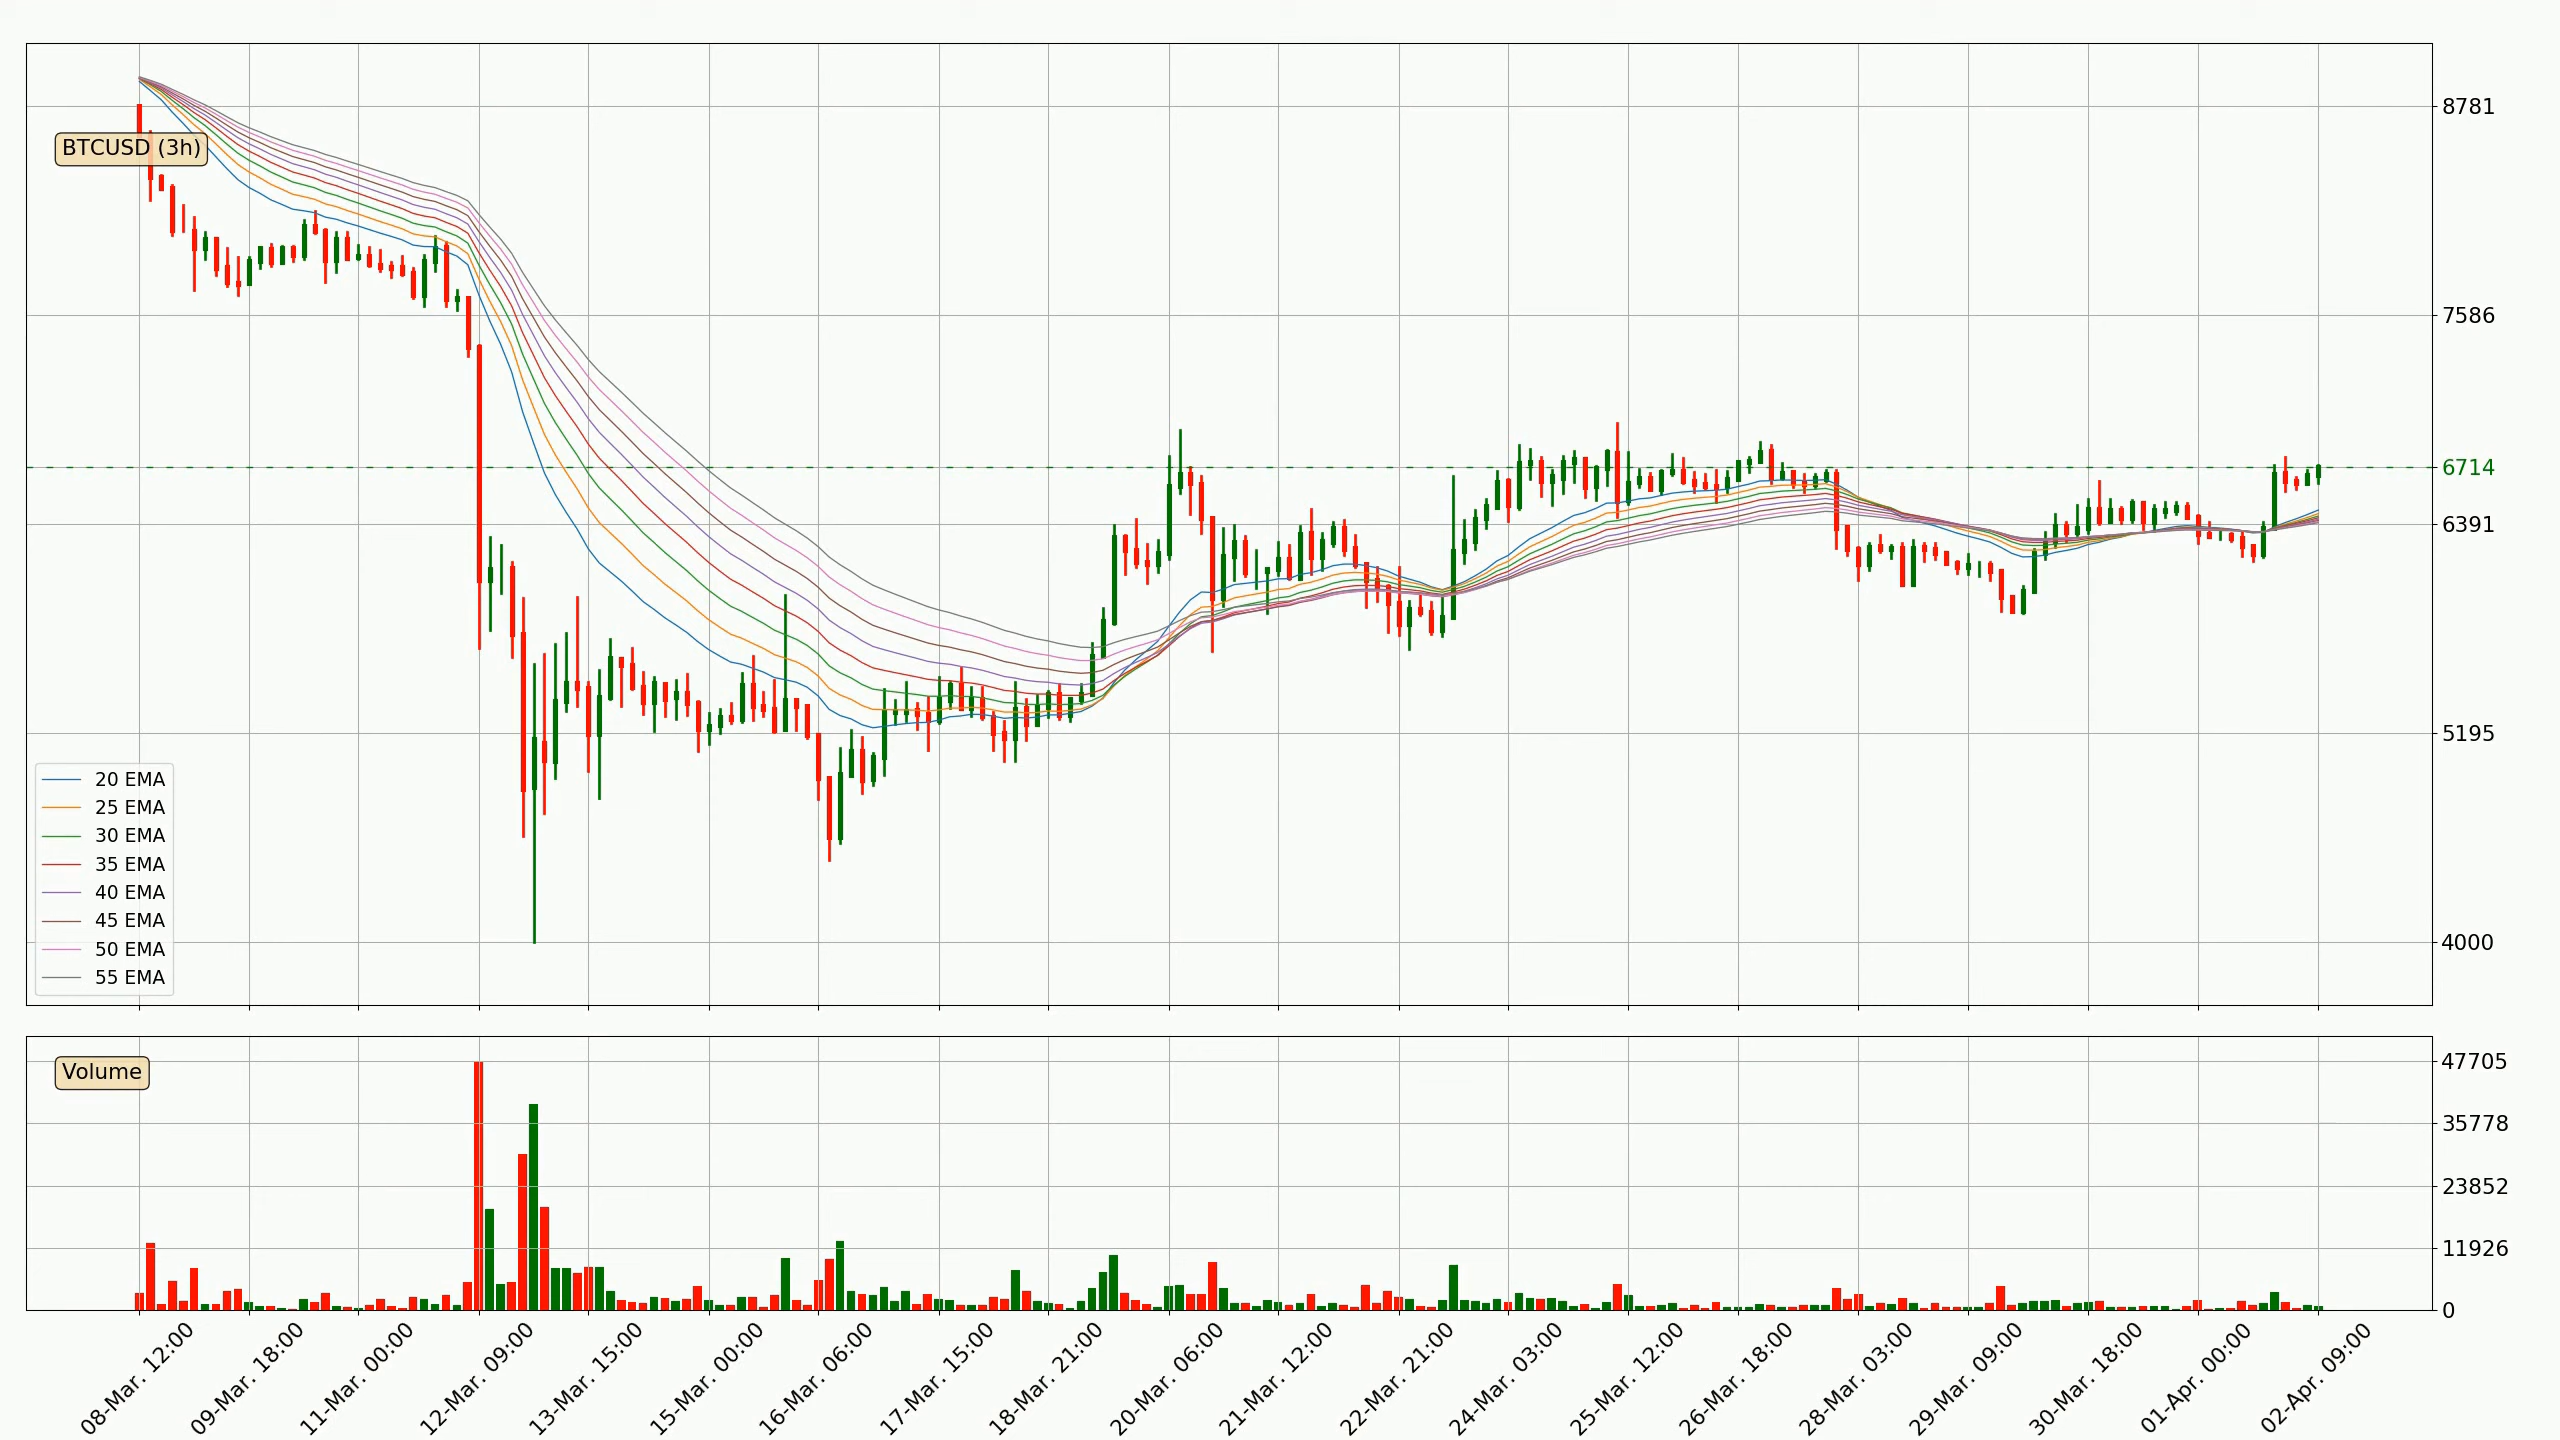 BTCUSD (3h)
8781
7586
6714
6391
5195
4000
20 EMA
25 EMA
30 EMA
35 EMA
40 EMA
45 EMA
50 EMA
55 EMA
Volume
47705
35778
23852
11926
0
08-Mar. 12:00
09-Mar. 18:00
11-Mar. 00:00
12-Mar. 09:00
13-Mar. 15:00
15-Mar. 00:00
16-Mar. 06:00
17-Mar. 15:00
18-Mar. 21:00
20-Mar. 06:00
21-Mar. 12:00
22-Mar. 21:00
24-Mar. 03:00
25-Mar. 12:00
26-Mar. 18:00
28-Mar. 03:00
29-Mar. 09:00
30-Mar. 18:00
01-Apr. 00:00
02-Apr. 09:00